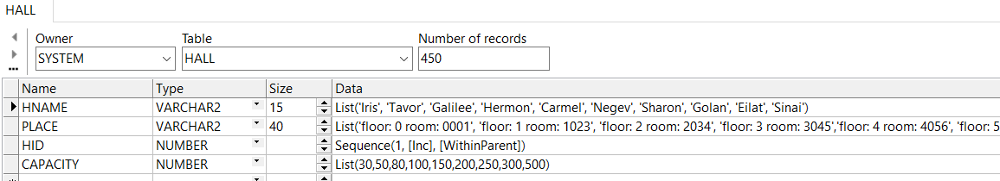 HALL
Owner Table Number of records
SYSTEM HALL 450
Name Type Size Data
HNAME VARCHAR2 15 List('Iris', 'Tavor', 'Galilee', 'Hermon', 'Carmel', 'Negev', 'Sharon', 'Golan', 'Eilat', 'Sinai')
PLACE VARCHAR2 40 List('floor: 0 room: 0001', 'floor: 1 room: 1023', 'floor: 2 room: 2034', 'floor: 3 room: 3045','floor: 4 room: 4056', 'floor: 5
HID NUMBER Sequence(1, [Inc], [WithinParent])
CAPACITY NUMBER List(30,50,80,100,150,200,250,300,500)